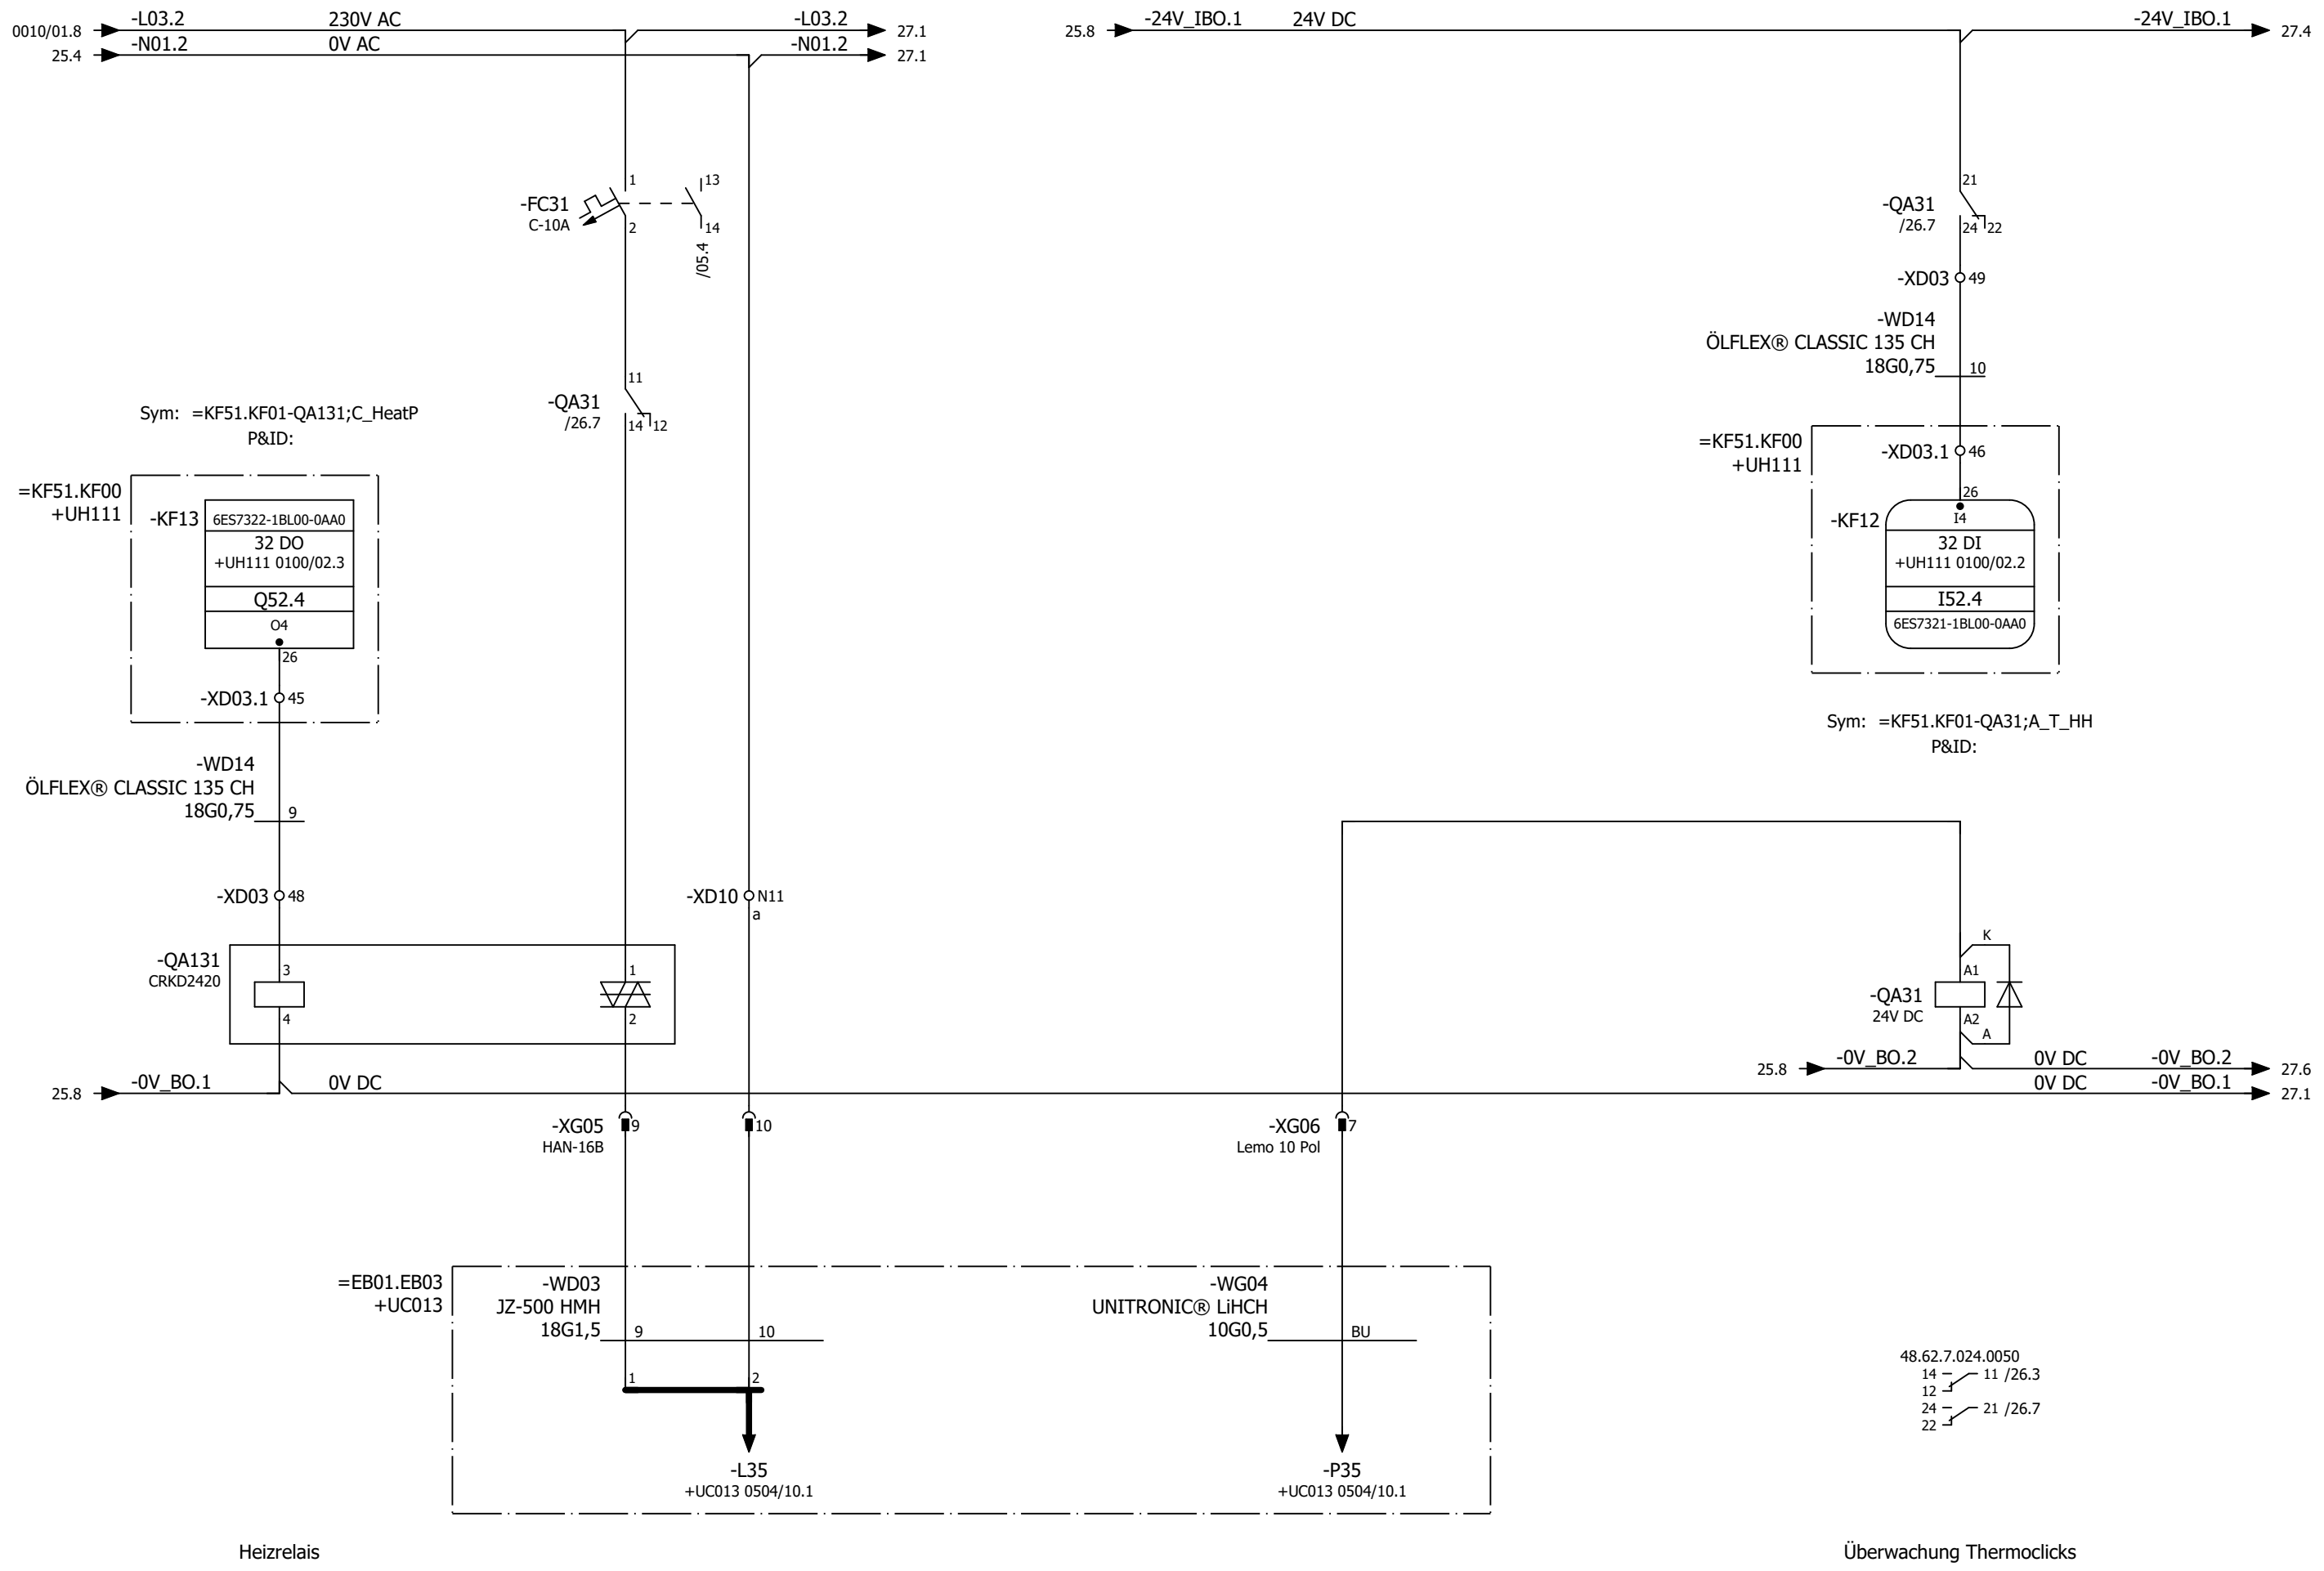 -L03.2 230V AC -L03.2
0010/01.8 27.1
-N01.2 0V AC -N01.2
25.4 27.1
-24V_IBO.1 24V DC -24V_IBO.1
25.8 27.4
1 13
-FC31
C-10A
2 14
/05.4
11
-QA31
/26.7
14 12
Sym: =KF51.KF01-QA131;C_HeatP
P&ID:
=KF51.KF00
+UH111
-KF13
6ES7322-1BL00-0AA0
32 DO
+UH111 0100/02.3
Q52.4
O4
26
-XD03.1 45
-WD14
ÖLFLEX® CLASSIC 135 CH
18G0,75 9
-XD03 48
-XD10 N11
a
-QA131
CRKD2420
3
4
1
2
-0V_BO.1 0V DC
25.8
21
-QA31
/26.7
24 22
-XD03 49
-WD14
ÖLFLEX® CLASSIC 135 CH
18G0,75 10
=KF51.KF00
+UH111
-XD03.1 46
26
-KF12
I4
32 DI
+UH111 0100/02.2
I52.4
6ES7321-1BL00-0AA0
Sym: =KF51.KF01-QA31;A_T_HH
P&ID:
K
A1
-QA31
24V DC
A2
A
-0V_BO.2 0V DC -0V_BO.2
25.8 27.6
0V DC -0V_BO.1
27.1
-XG05 9 10
HAN-16B
-XG06 7
Lemo 10 Pol
=EB01.EB03
+UC013
-WD03
JZ-500 HMH
18G1,5 9 10
1 2
-L35
+UC013 0504/10.1
-WG04
UNITRONIC® LiHCH
10G0,5 BU
-P35
+UC013 0504/10.1
48.62.7.024.0050
14 11 /26.3
12
24 21 /26.7
22
Heizrelais
Überwachung Thermoclicks